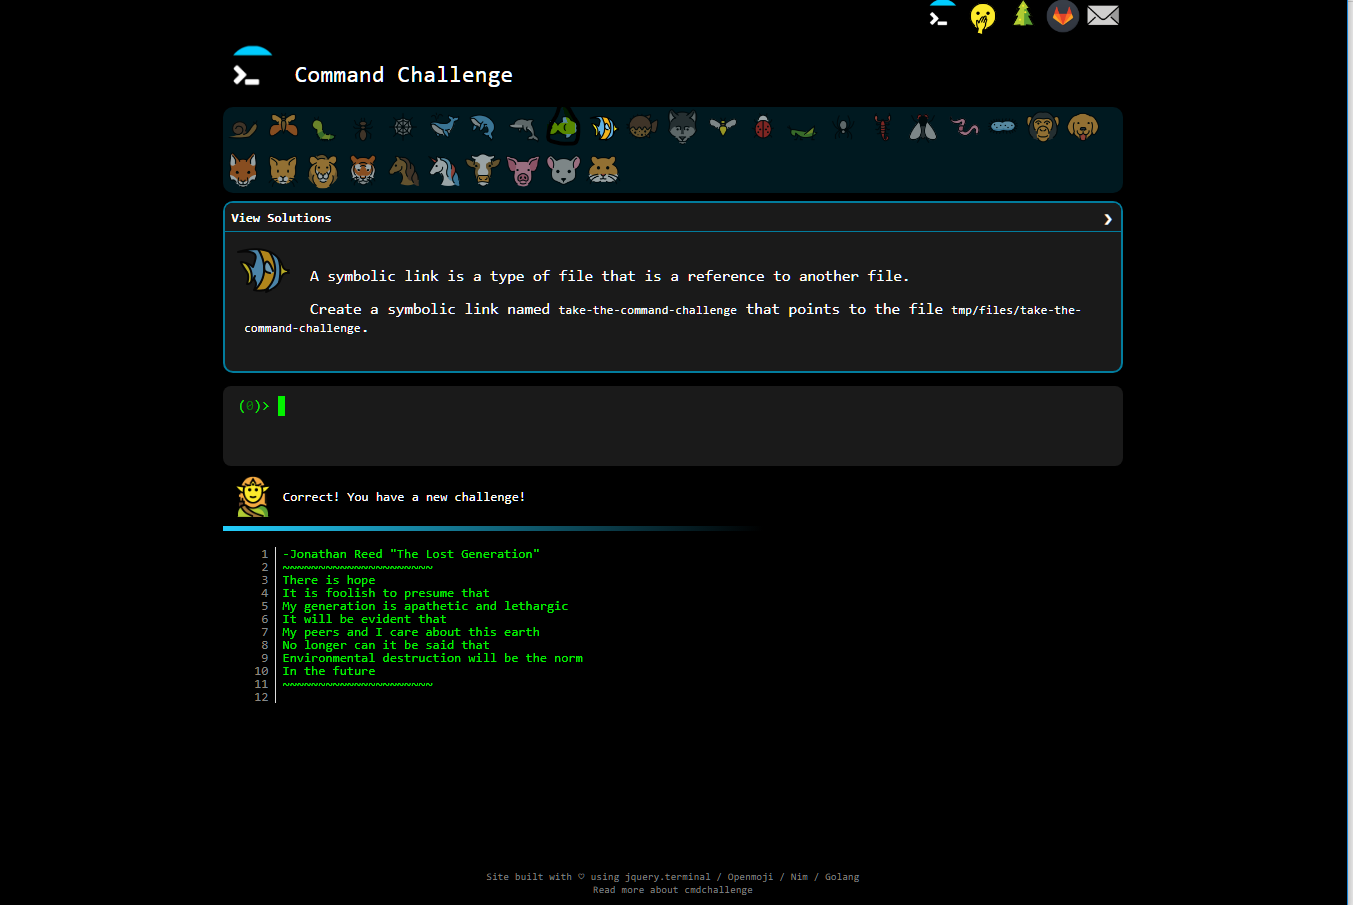 Command Challenge
View Solutions
A symbolic link is a type of file that is a reference to another file.
Create a symbolic link named take-the-command-challenge that points to the file tmp/files/take-the-
command-challenge.
(0)>
Correct! You have a new challenge!
1 -Jonathan Reed "The Lost Generation"
2 ~~~~~~~~~~~~~~~~~~~~~
3 There is hope
4 It is foolish to presume that
5 My generation is apathetic and lethargic
6 It will be evident that
7 My peers and I care about this earth
8 No longer can it be said that
9 Environmental destruction will be the norm
10 In the future
11 ~~~~~~~~~~~~~~~~~~~~~
12
Site built with ♡ using jquery.terminal / Openmoji / Nim / Golang
Read more about cmdchallenge